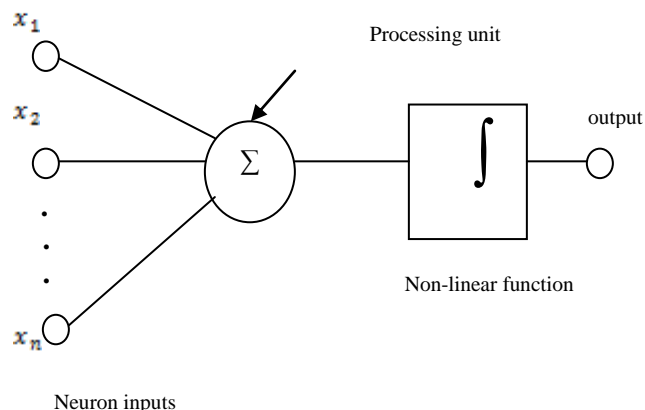 x1
Processing unit
x2
Σ
∫
output
.
.
.
Non-linear function
xn
Neuron inputs